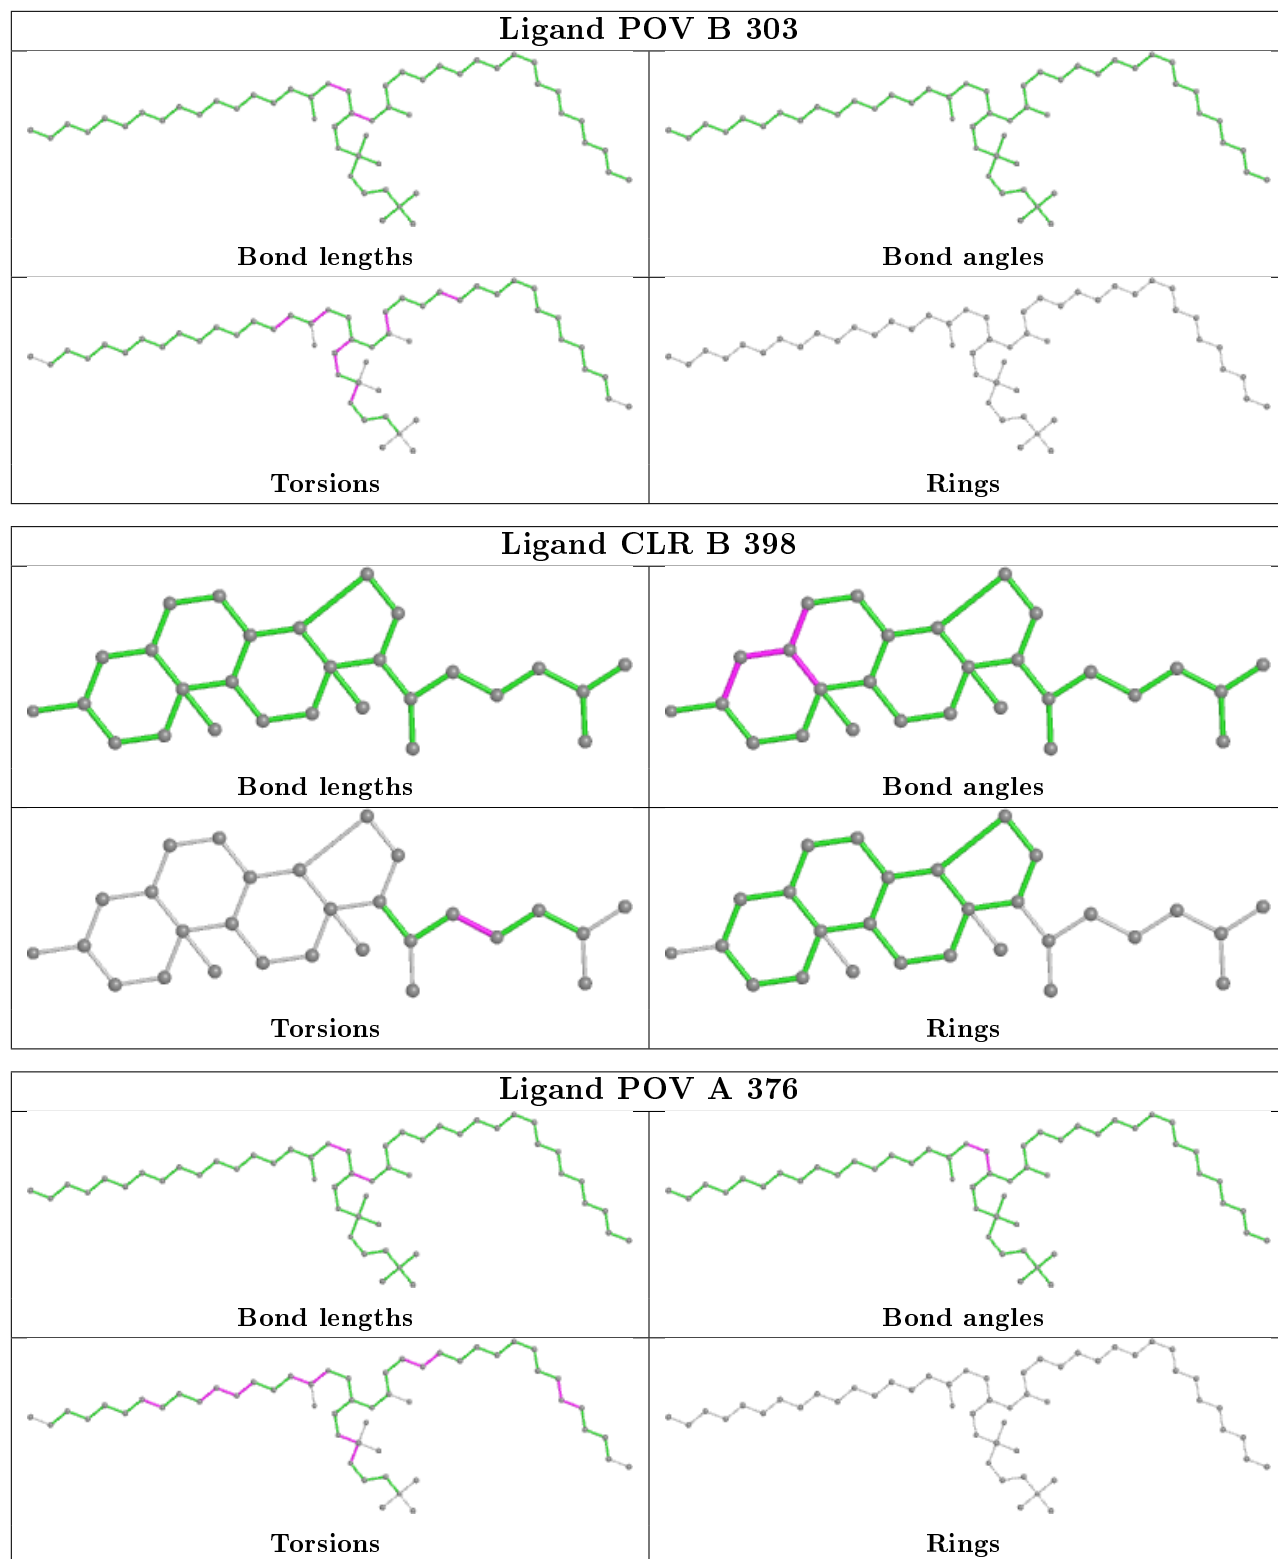 Ligand POV B 303
Bond lengths
Bond angles
Torsions
Rings
Ligand CLR B 398
Bond lengths
Bond angles
Torsions
Rings
Ligand POV A 376
Bond lengths
Bond angles
Torsions
Rings